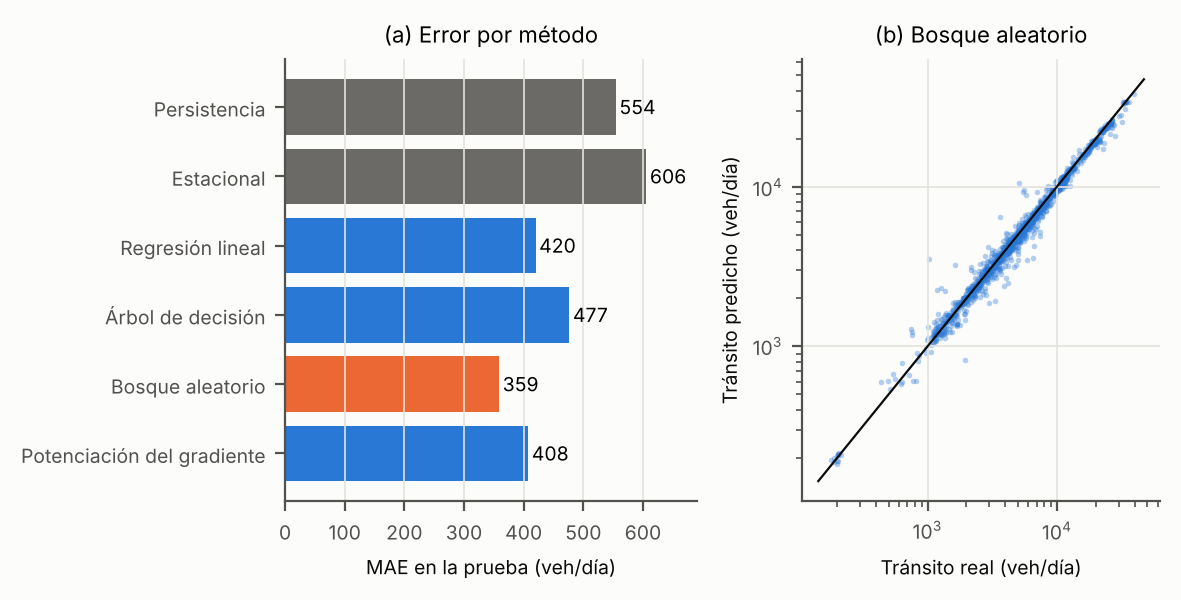 (a) Error por método
Persistencia
554
Estacional
606
Regresión lineal
420
Árbol de decisión
477
Bosque aleatorio
359
Potenciación del gradiente
408
0 100 200 300 400 500 600
MAE en la prueba (veh/día)
(b) Bosque aleatorio
Tránsito predicho (veh/día)
10⁴
10³
10³ 10⁴
Tránsito real (veh/día)